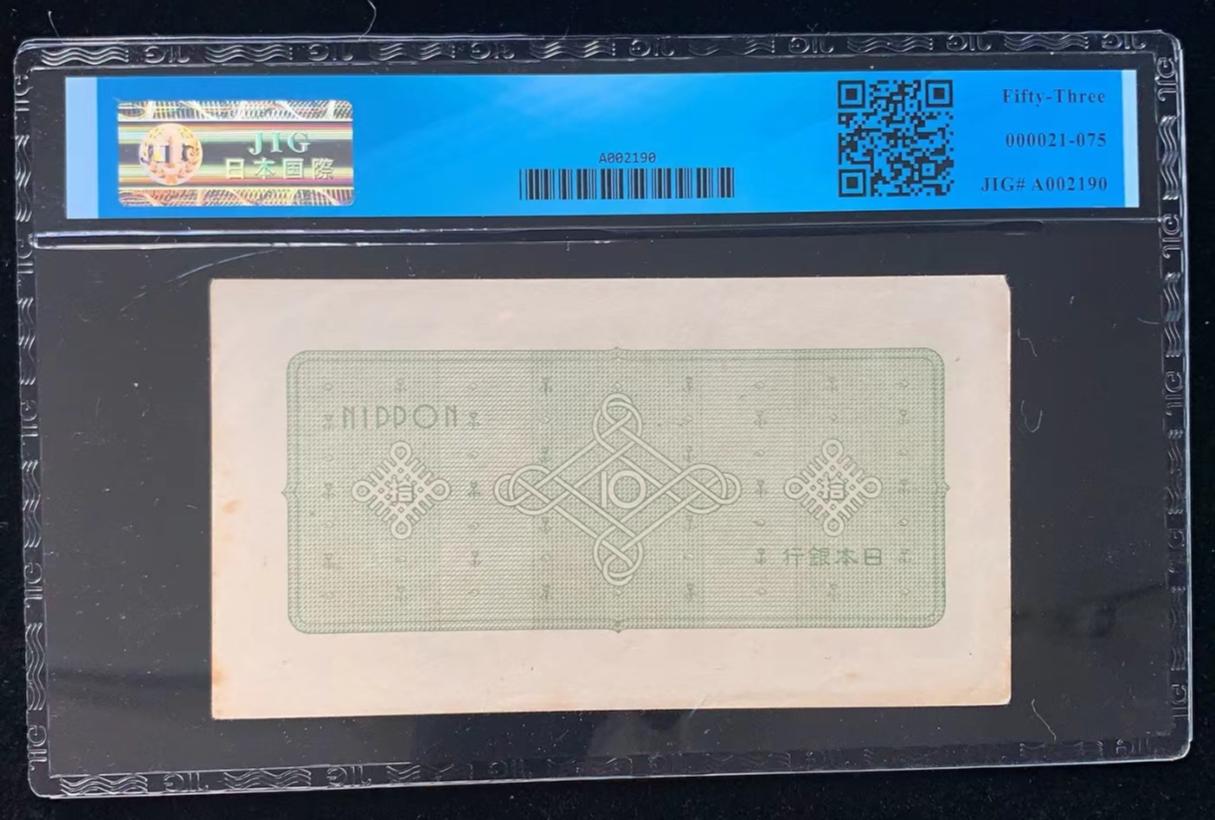 JIG
日本国際
A002190
Fifty-Three
000021-075
JIG# A002190
NIPPON
拾
10
拾
行銀本日